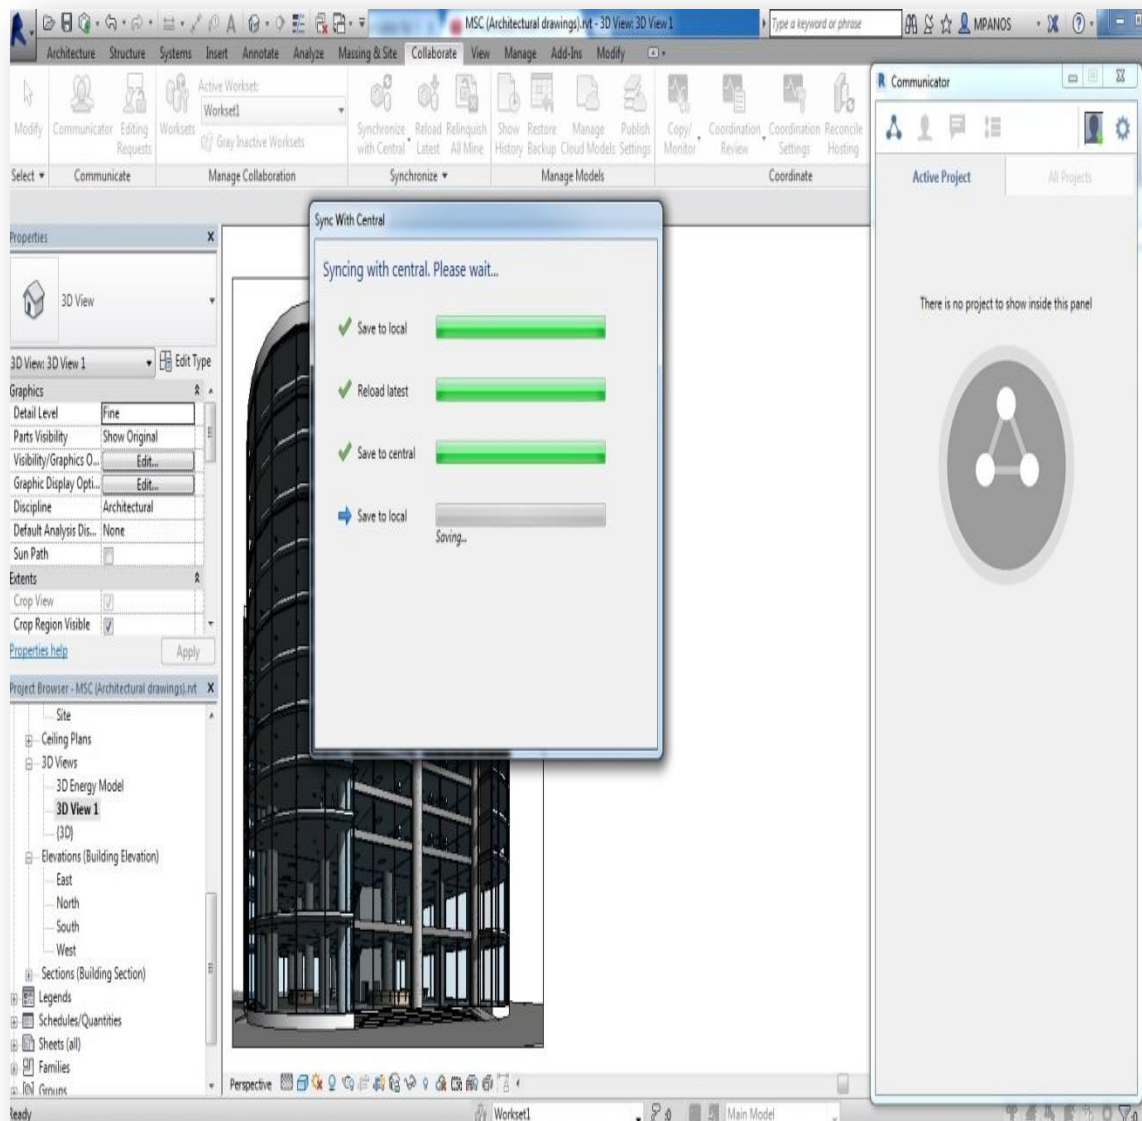 MSC (Architectural drawings).rvt - 3D View: 3D View 1
Type a keyword or phrase
MPANOS
Architecture Structure Systems Insert Annotate Analyze Massing & Site Collaborate View Manage Add-Ins Modify
Modify
Communicator
Editing
Requests
Worksets
Active Workset:
Workset1
Gray Inactive Worksets
Synchronize
with Central
Reload
Latest
Relinquish
All Mine
Show
History
Restore
Backup
Manage
Cloud Models
Publish
Settings
Copy/
Monitor
Coordination
Review
Coordination
Settings
Reconcile
Hosting
Select Communicate Manage Collaboration Synchronize Manage Models Coordinate
Communicator
Active Project All Projects
There is no project to show inside this panel
Sync With Central
Syncing with central. Please wait...
Save to local
Reload latest
Save to central
Save to local
Saving...
Properties X
3D View
3D View: 3D View 1 Edit Type
Graphics
Detail Level Fine
Parts Visibility Show Original
Visibility/Graphics O... Edit...
Graphic Display Opti... Edit...
Discipline Architectural
Default Analysis Dis... None
Sun Path
Extents
Crop View
Crop Region Visible
Properties help Apply
Project Browser - MSC (Architectural drawings).rvt X
Site
Ceiling Plans
3D Views
3D Energy Model
3D View 1
{3D}
Elevations (Building Elevation)
East
North
South
West
Sections (Building Section)
Legends
Schedules/Quantities
Sheets (all)
Families
Groups
Perspective
Ready
Workset1
:0
Main Model
:0